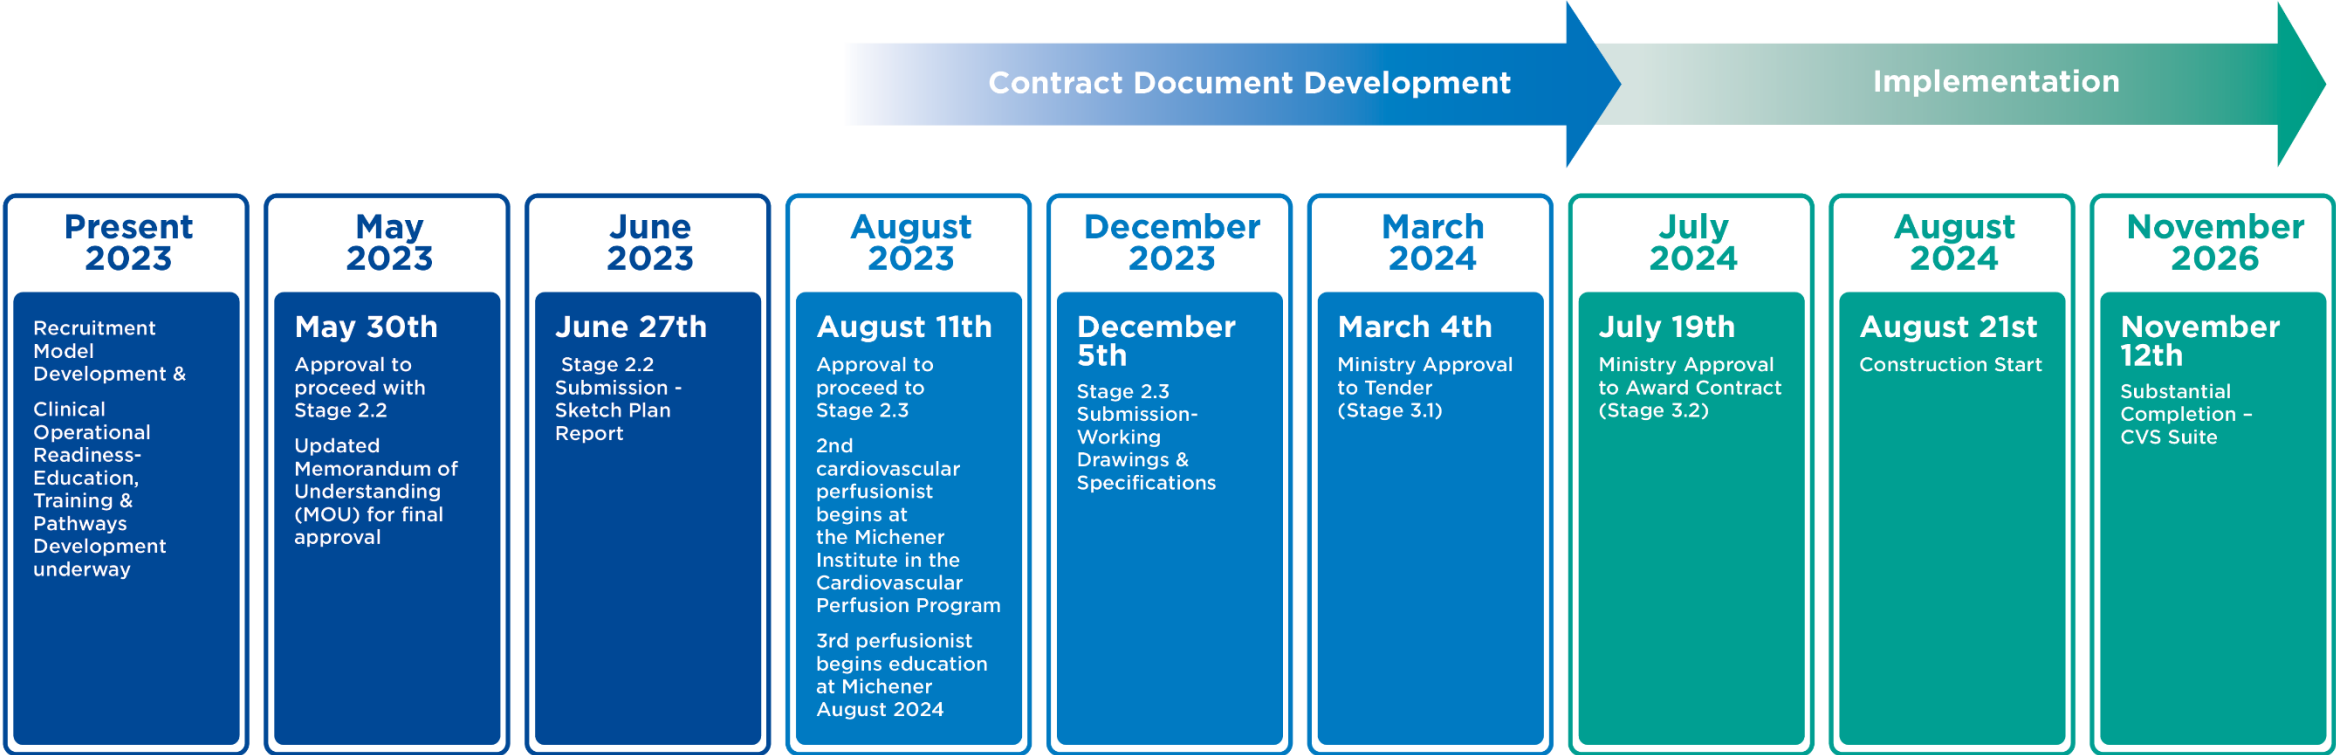 Contract Document Development
Implementation
Present
2023
Recruitment
Model
Development &
Clinical
Operational
Readiness-
Education,
Training &
Pathways
Development
underway
May
2023
May 30th
Approval to
proceed with
Stage 2.2
Updated
Memorandum of
Understanding
(MOU) for final
approval
June
2023
June 27th
Stage 2.2
Submission -
Sketch Plan
Report
August
2023
August 11th
Approval to
proceed to
Stage 2.3
2nd
cardiovascular
perfusionist
begins at
the Michener
Institute in the
Cardiovascular
Perfusion Program
3rd perfusionist
begins education
at Michener
August 2024
December
2023
December
5th
Stage 2.3
Submission-
Working
Drawings &
Specifications
March
2024
March 4th
Ministry Approval
to Tender
(Stage 3.1)
July
2024
July 19th
Ministry Approval
to Award Contract
(Stage 3.2)
August
2024
August 21st
Construction Start
November
2026
November
12th
Substantial
Completion –
CVS Suite